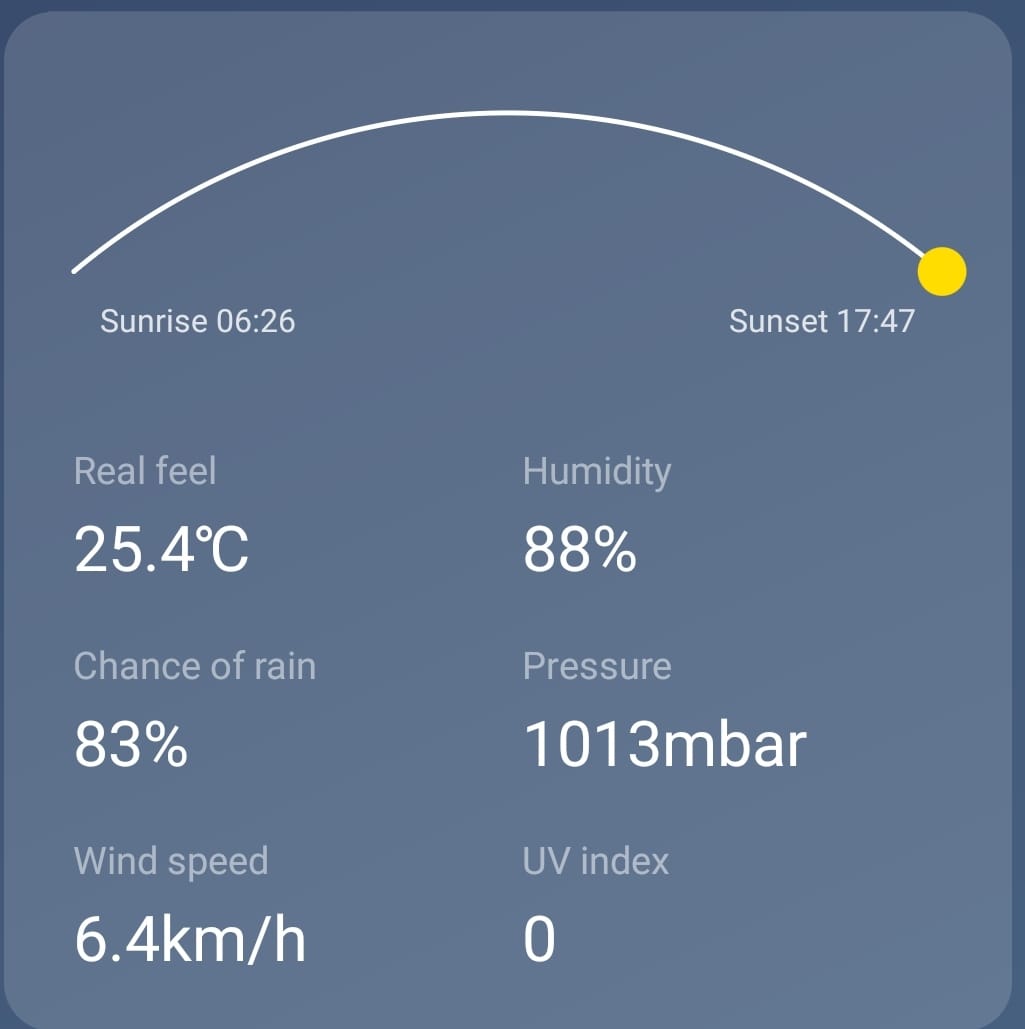 Sunrise 06:26
Sunset 17:47
Real feel
Humidity
25.4℃
88%
Chance of rain
Pressure
83%
1013mbar
Wind speed
UV index
6.4km/h
0